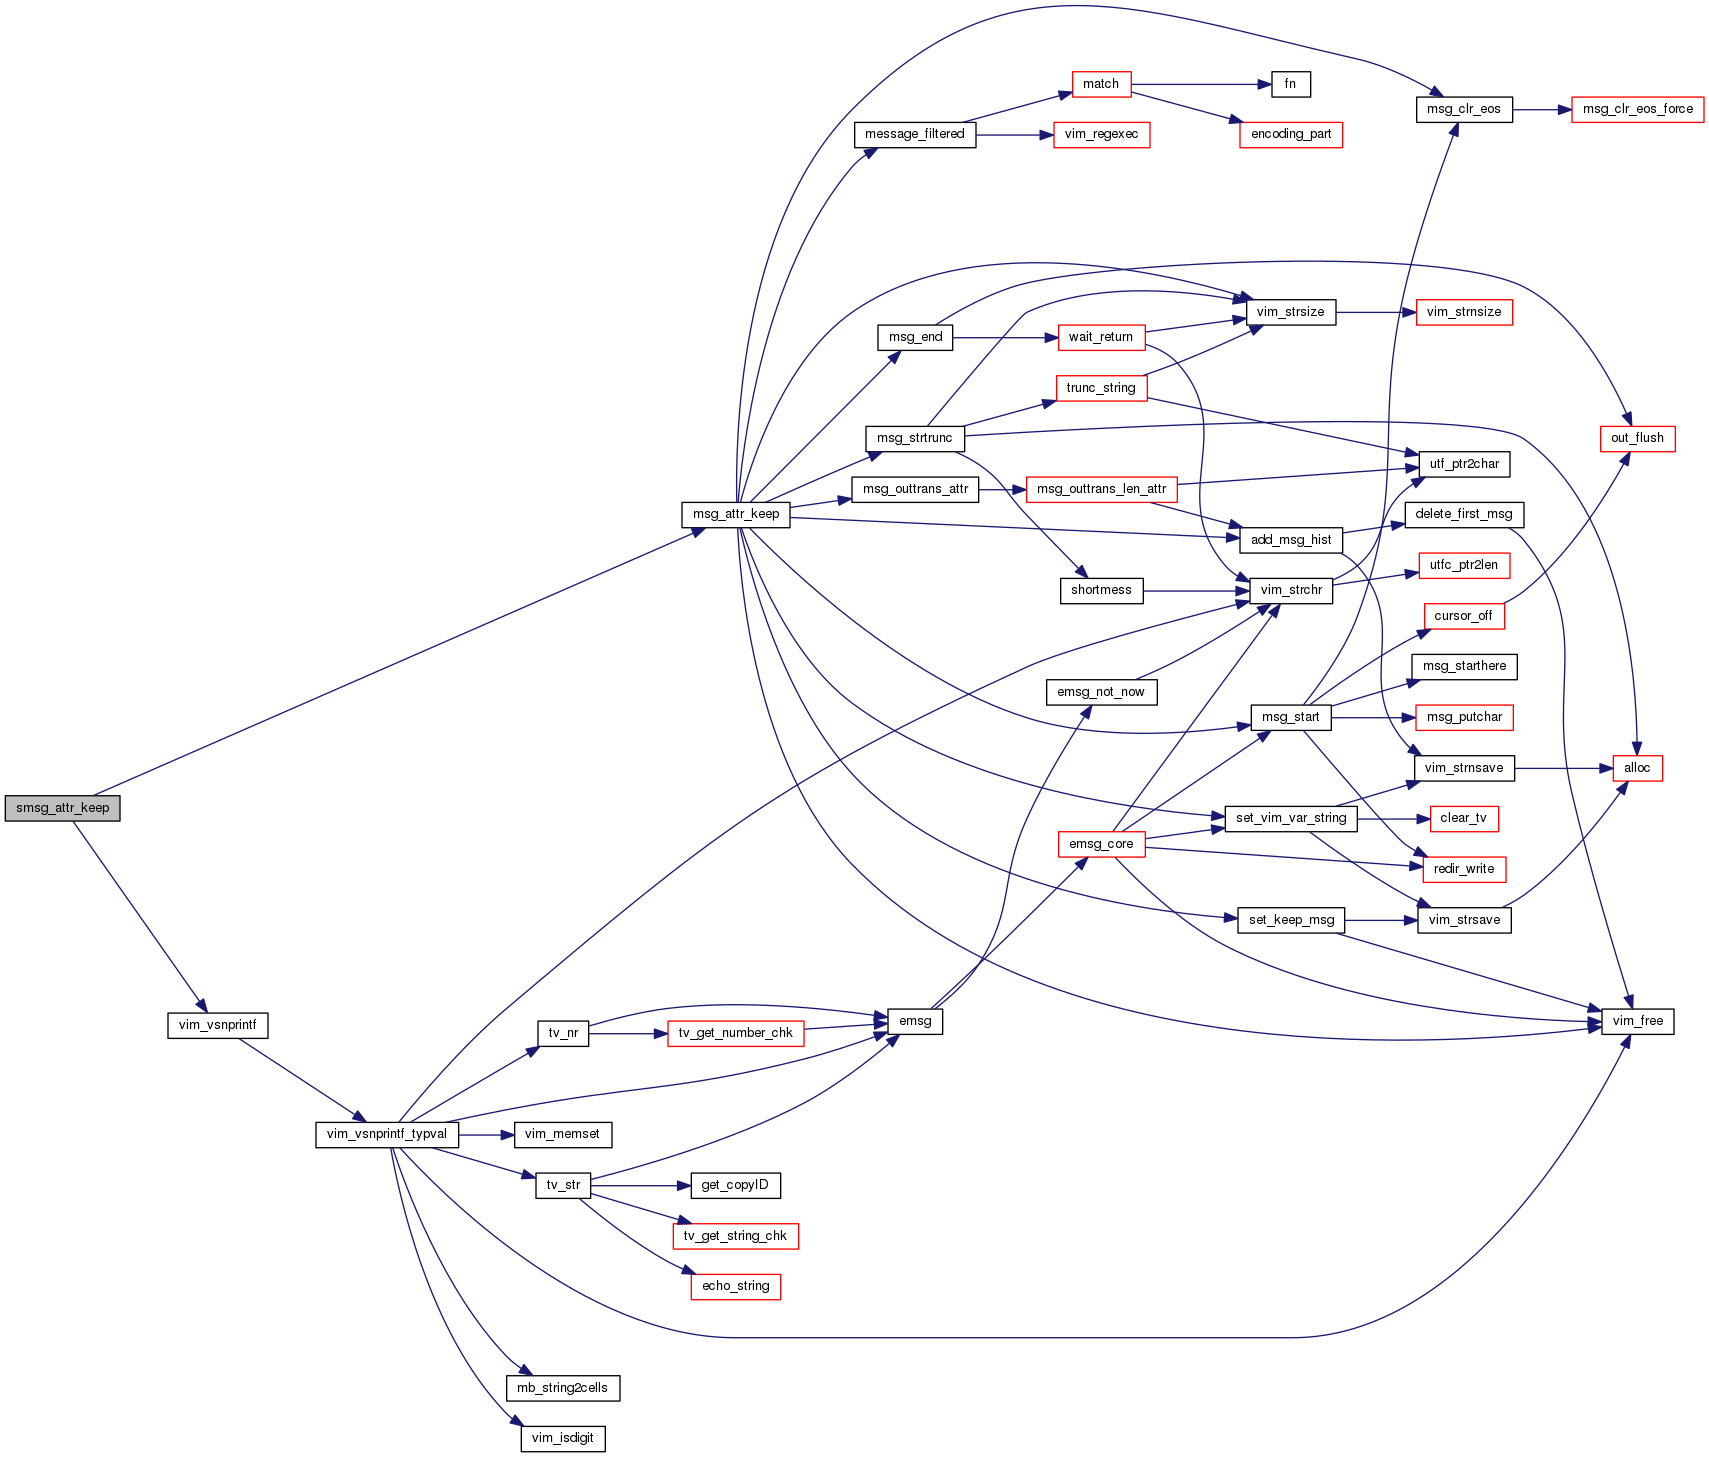 smsg_attr_keep
msg_attr_keep
vim_vsnprintf
vim_vsnprintf_typval
message_filtered
match
fn
encoding_part
vim_regexec
msg_clr_eos
msg_clr_eos_force
msg_end
wait_return
vim_strsize
vim_strnsize
msg_strtrunc
trunc_string
out_flush
utf_ptr2char
msg_outtrans_attr
msg_outtrans_len_attr
add_msg_hist
delete_first_msg
shortmess
vim_strchr
utfc_ptr2len
cursor_off
msg_starthere
emsg_not_now
msg_start
msg_putchar
vim_strnsave
alloc
set_vim_var_string
clear_tv
emsg_core
redir_write
set_keep_msg
vim_strsave
vim_free
emsg
tv_nr
tv_get_number_chk
vim_memset
tv_str
get_copyID
tv_get_string_chk
echo_string
mb_string2cells
vim_isdigit